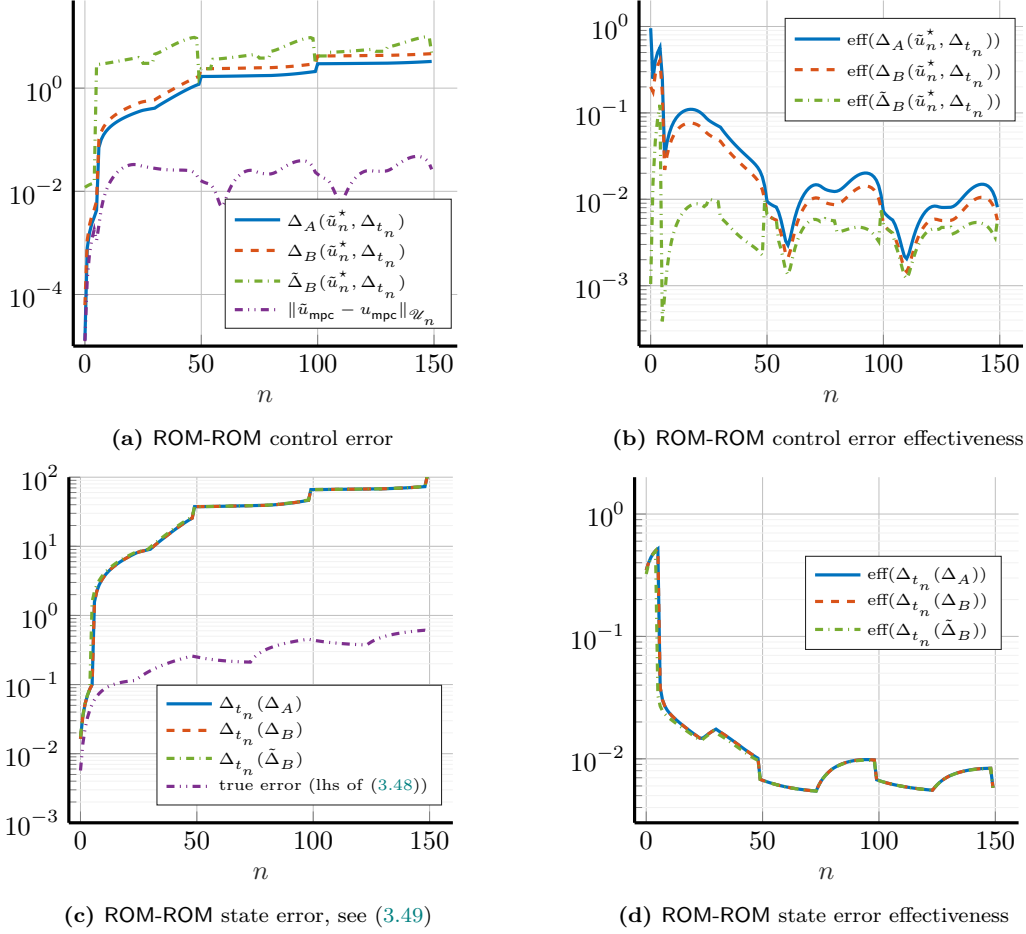 10^0
10^{-2}
10^{-4}
0 50 100 150
n
Δ_A(ũ_n^⋆, Δ_{t_n})
Δ_B(ũ_n^⋆, Δ_{t_n})
Δ̃_B(ũ_n^⋆, Δ_{t_n})
‖ũ_mpc − u_mpc‖_{𝒰_n}
(a) ROM-ROM control error
10^0
10^{-1}
10^{-2}
10^{-3}
0 50 100 150
n
eff(Δ_A(ũ_n^⋆, Δ_{t_n}))
eff(Δ_B(ũ_n^⋆, Δ_{t_n}))
eff(Δ̃_B(ũ_n^⋆, Δ_{t_n}))
(b) ROM-ROM control error effectiveness
10^2
10^1
10^0
10^{-1}
10^{-2}
10^{-3}
0 50 100 150
n
Δ_{t_n}(Δ_A)
Δ_{t_n}(Δ_B)
Δ_{t_n}(Δ̃_B)
true error (lhs of (3.48))
(c) ROM-ROM state error, see (3.49)
10^0
10^{-1}
10^{-2}
0 50 100 150
n
eff(Δ_{t_n}(Δ_A))
eff(Δ_{t_n}(Δ_B))
eff(Δ_{t_n}(Δ̃_B))
(d) ROM-ROM state error effectiveness